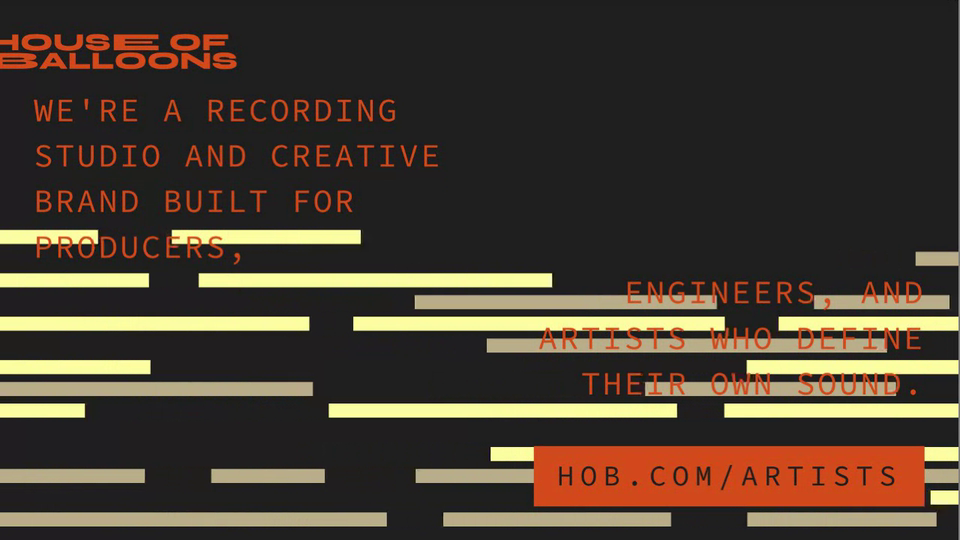 HOUSE OF
BALLOONS
WE'RE A RECORDING
STUDIO AND CREATIVE
BRAND BUILT FOR
PRODUCERS,
ENGINEERS, AND
ARTISTS WHO DEFINE
THEIR OWN SOUND.
HOB.COM/ARTISTS